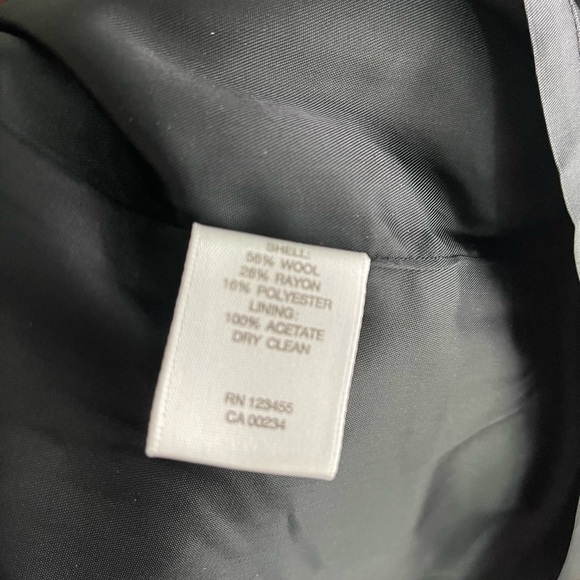 SHELL:
56% WOOL
28% RAYON
16% POLYESTER
LINING:
100% ACETATE
DRY CLEAN
RN 123455
CA 00234